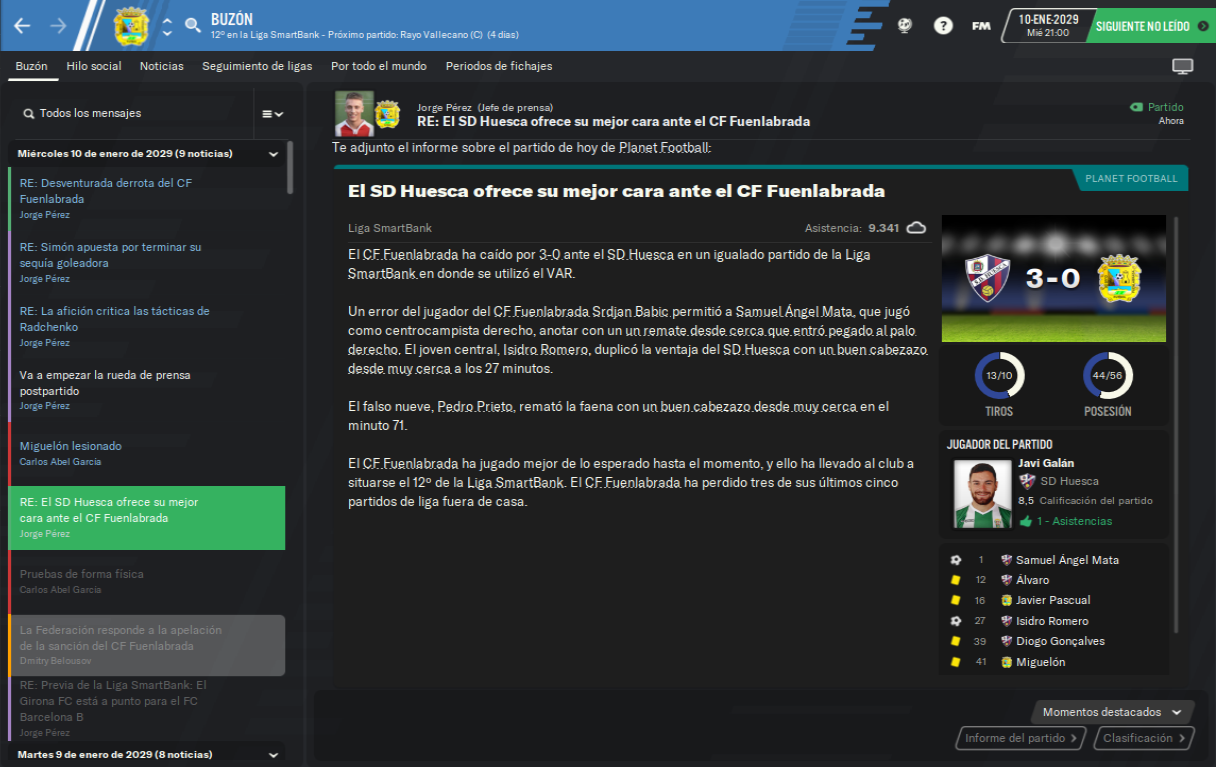 BUZÓN
12º en la Liga SmartBank - Próximo partido: Rayo Vallecano (C) (4 días)
?
FM
10-ENE-2029
Mié 21:00
SIGUIENTE NO LEÍDO
Buzón
Hilo social
Noticias
Seguimiento de ligas
Por todo el mundo
Periodos de fichajes
Todos los mensajes
Miércoles 10 de enero de 2029 (9 noticias)
RE: Desventurada derrota del CF
Fuenlabrada
Jorge Pérez
RE: Simón apuesta por terminar su
sequía goleadora
Jorge Pérez
RE: La afición critica las tácticas de
Radchenko
Jorge Pérez
Va a empezar la rueda de prensa
postpartido
Jorge Pérez
Miguelón lesionado
Carlos Abel García
RE: El SD Huesca ofrece su mejor
cara ante el CF Fuenlabrada
Jorge Pérez
Pruebas de forma física
Carlos Abel García
La Federación responde a la apelación
de la sanción del CF Fuenlabrada
Dmitry Belousov
RE: Previa de la Liga SmartBank: El
Girona FC está a punto para el FC
Barcelona B
Jorge Pérez
Martes 9 de enero de 2029 (8 noticias)
Jorge Pérez (Jefe de prensa)
RE: El SD Huesca ofrece su mejor cara ante el CF Fuenlabrada
Partido
Ahora
Te adjunto el informe sobre el partido de hoy de Planet Football:
El SD Huesca ofrece su mejor cara ante el CF Fuenlabrada
PLANET FOOTBALL
Liga SmartBank
Asistencia: 9.341
El CF Fuenlabrada ha caído por 3-0 ante el SD Huesca en un igualado partido de la Liga
SmartBank en donde se utilizó el VAR.
Un error del jugador del CF Fuenlabrada Srdjan Babic permitió a Samuel Ángel Mata, que jugó
como centrocampista derecho, anotar con un un remate desde cerca que entró pegado al palo
derecho. El joven central, Isidro Romero, duplicó la ventaja del SD Huesca con un buen cabezazo
desde muy cerca a los 27 minutos.
El falso nueve, Pedro Prieto, remató la faena con un buen cabezazo desde muy cerca en el
minuto 71.
El CF Fuenlabrada ha jugado mejor de lo esperado hasta el momento, y ello ha llevado al club a
situarse el 12º de la Liga SmartBank. El CF Fuenlabrada ha perdido tres de sus últimos cinco
partidos de liga fuera de casa.
S.D. HUESCA
3-0
13/10
44/56
TIROS
POSESIÓN
JUGADOR DEL PARTIDO
Javi Galán
SD Huesca
8,5 Calificación del partido
1 - Asistencias
1 Samuel Ángel Mata
12 Álvaro
16 Javier Pascual
27 Isidro Romero
39 Diogo Gonçalves
41 Miguelón
Momentos destacados
Informe del partido
Clasificación